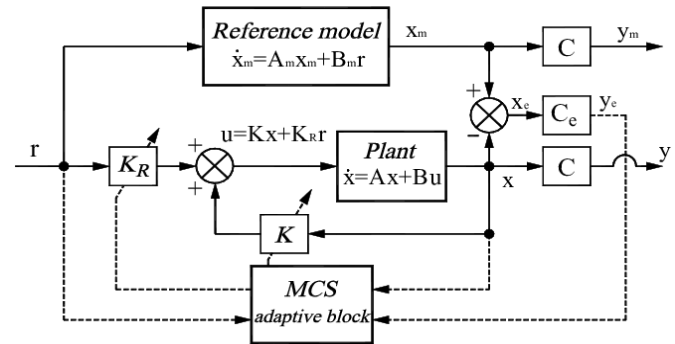 Reference model
ẋm=Amxm+Bmr
xm
C
ym
+
xe
Ce
ye
−
r
KR
+
+
u=Kx+KRr
Plant
ẋ=Ax+Bu
x
C
y
K
MCS
adaptive block